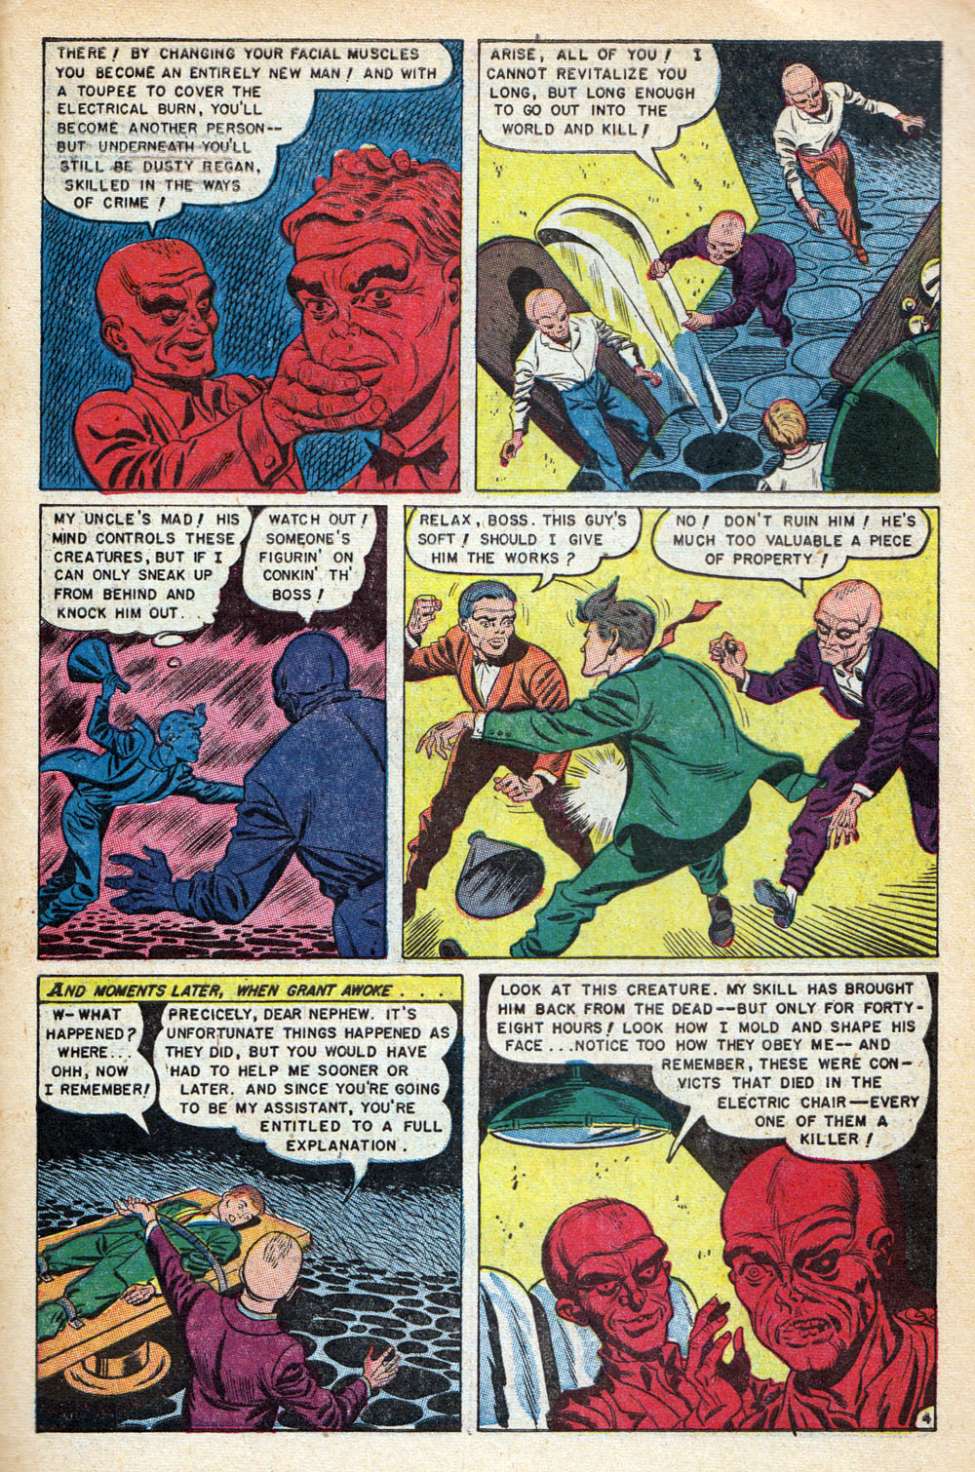 THERE! BY CHANGING YOUR FACIAL MUSCLES
YOU BECOME AN ENTIRELY NEW MAN! AND WITH
A TOUPEE TO COVER THE
ELECTRICAL BURN, YOU'LL
BECOME ANOTHER PERSON--
BUT UNDERNEATH YOU'LL
STILL BE DUSTY REGAN,
SKILLED IN THE WAYS
OF CRIME!
ARISE, ALL OF YOU! I
CANNOT REVITALIZE YOU
LONG, BUT LONG ENOUGH
TO GO OUT INTO THE
WORLD AND KILL!
MY UNCLE'S MAD! HIS
MIND CONTROLS THESE
CREATURES, BUT IF I
CAN ONLY SNEAK UP
FROM BEHIND AND
KNOCK HIM OUT...
WATCH OUT!
SOMEONE'S
FIGURIN' ON
CONKIN' TH'
BOSS!
RELAX, BOSS. THIS GUY'S
SOFT! SHOULD I GIVE
HIM THE WORKS?
NO! DON'T RUIN HIM! HE'S
MUCH TOO VALUABLE A PIECE
OF PROPERTY!
AND MOMENTS LATER, WHEN GRANT AWOKE . . . .
W-WHAT
HAPPENED?
WHERE...
OHH, NOW
I REMEMBER!
PRECICELY, DEAR NEPHEW. IT'S
UNFORTUNATE THINGS HAPPENED AS
THEY DID, BUT YOU WOULD HAVE
HAD TO HELP ME SOONER OR
LATER. AND SINCE YOU'RE GOING
TO BE MY ASSISTANT, YOU'RE
ENTITLED TO A FULL
EXPLANATION.
LOOK AT THIS CREATURE. MY SKILL HAS BROUGHT
HIM BACK FROM THE DEAD--BUT ONLY FOR FORTY-
EIGHT HOURS! LOOK HOW I MOLD AND SHAPE HIS
FACE...NOTICE TOO HOW THEY OBEY ME--AND
REMEMBER, THESE WERE CON-
VICTS THAT DIED IN THE
ELECTRIC CHAIR--EVERY
ONE OF THEM A
KILLER!
4